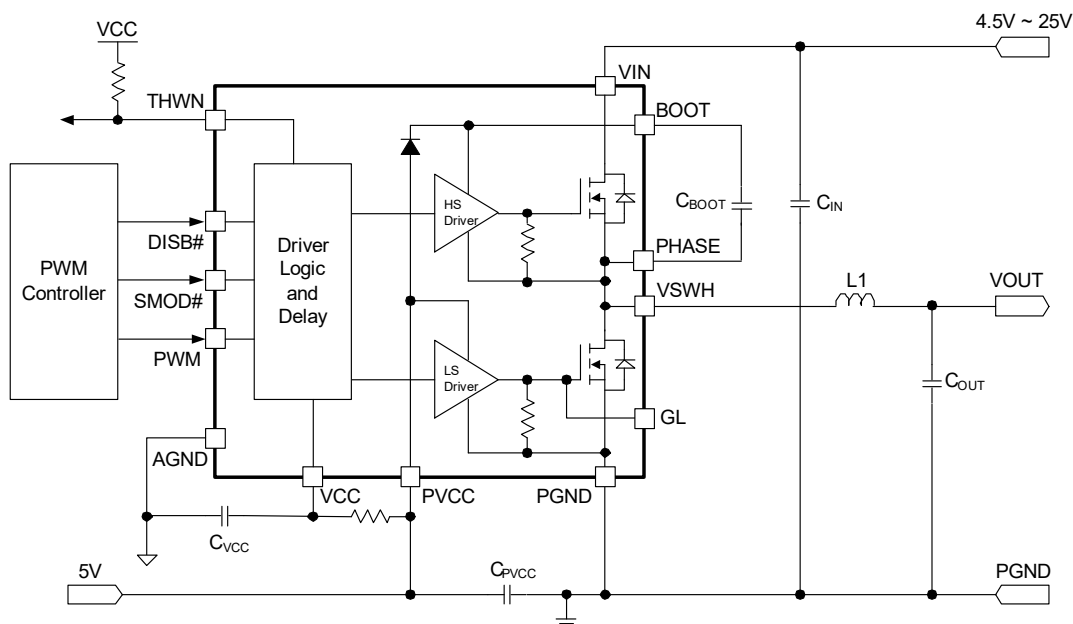 4.5V ~ 25V
VCC
VIN
THWN
BOOT
HS
Driver
CBOOT
CIN
DISB#
PHASE
PWM
Controller
Driver
Logic
and
Delay
SMOD#
VSWH
L1
VOUT
PWM
LS
Driver
COUT
GL
AGND
VCC
PVCC
PGND
CVCC
5V
CPVCC
PGND